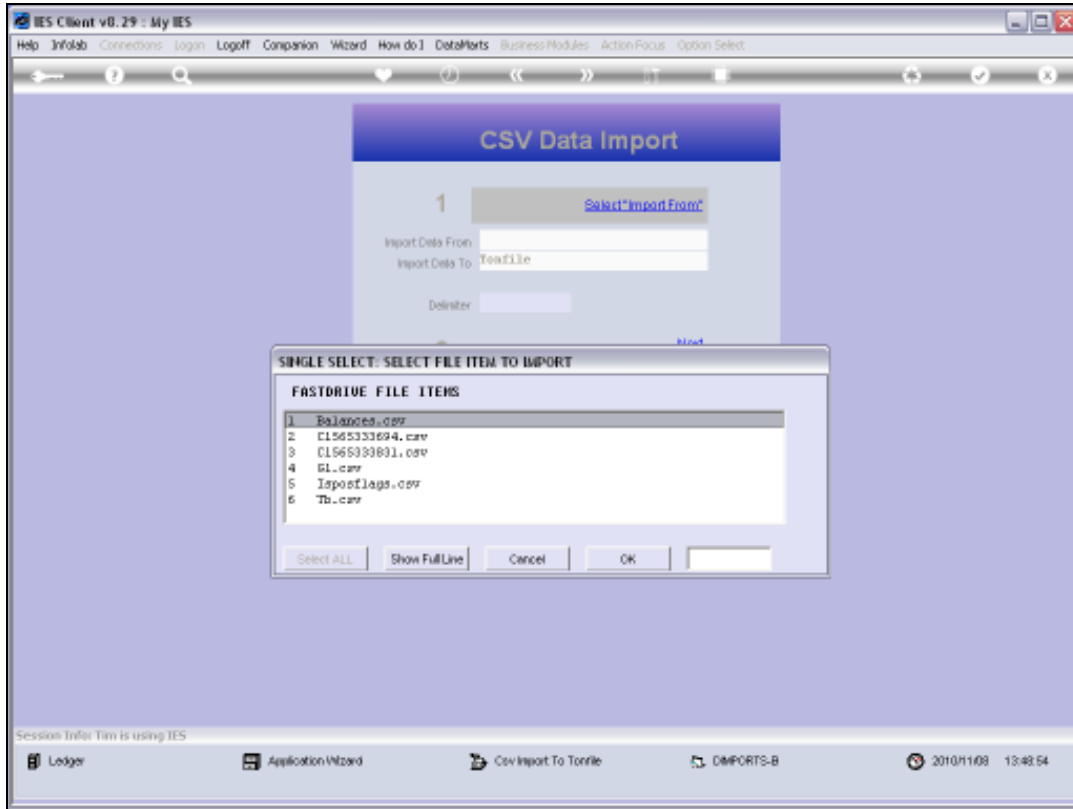 IES Client v8.29 : My IES
Help Infolab Connections Logon Logoff Companion Wizard How do I DataMarts Business Modules Action Focus Option Select
CSV Data Import
1 Select "Import From"
Import Data From
Import Data To Tonfile
Delimiter
Next
SINGLE SELECT: SELECT FILE ITEM TO IMPORT
FASTDRIVE FILE ITEMS
1 Balances.csv
2 C1565333694.csv
3 C1565333831.csv
4 Gl.csv
5 Isposflags.csv
6 Tb.csv
Select ALL Show Full Line Cancel OK
Session Info: Tim is using IES
Ledger Application Wizard Csv Import To Tonfile DIMPORTS-B 2010/11/08 13:48:54